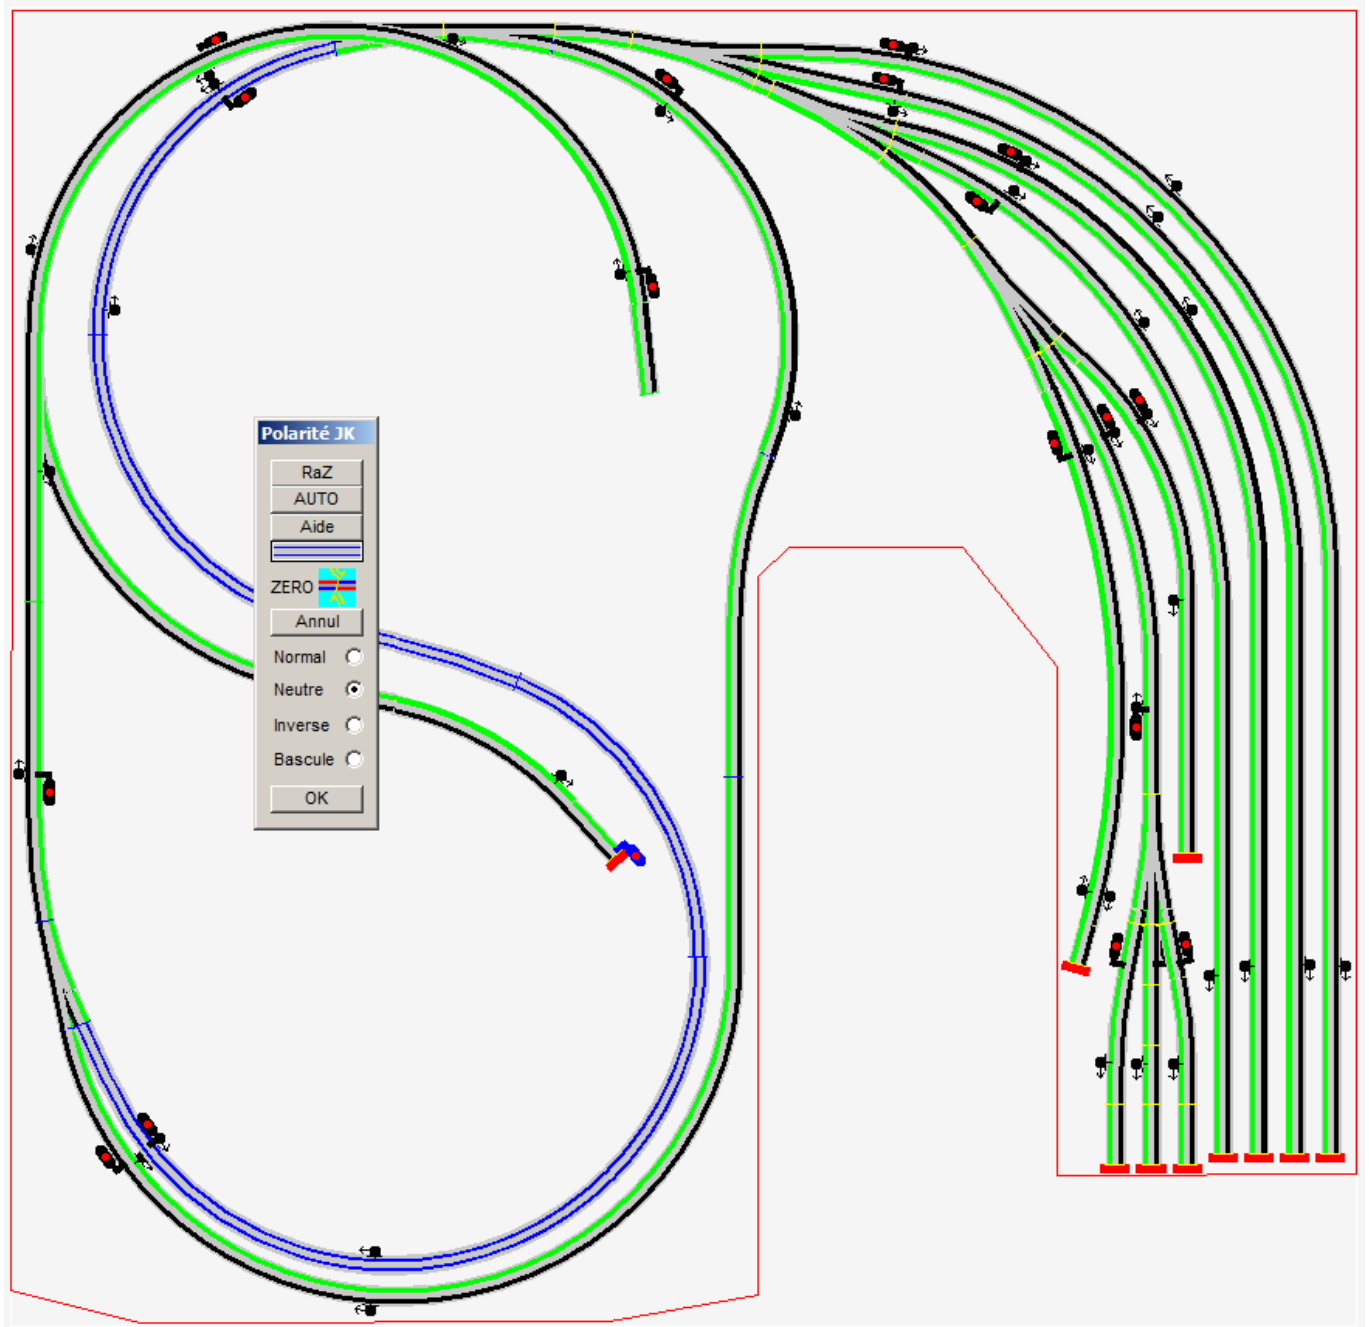 Polarité JK
RaZ
AUTO
Aide
ZERO
Annul
Normal
Neutre
Inverse
Bascule
OK